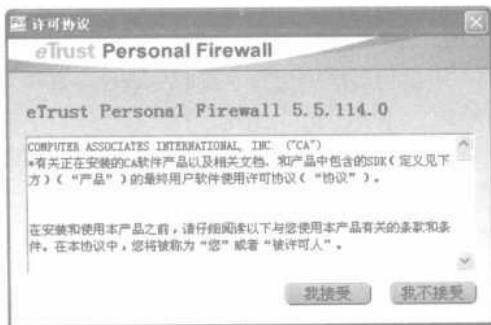 许可协议
eTrust Personal Firewall
eTrust Personal Firewall 5.5.114.0
COMPUTER ASSOCIATES INTERNATIONAL, INC. ("CA")
*有关正在安装的CA软件产品以及相关文档、和产品中包含的SDK(定义见下
方)(“产品”)的最终用户软件使用许可协议(“协议”)。
在安装和使用本产品之前，请仔细阅读以下与您使用本产品有关的条款和条
件。在本协议中，您将被称为“您”或者“被许可人”。
我接受
我不接受